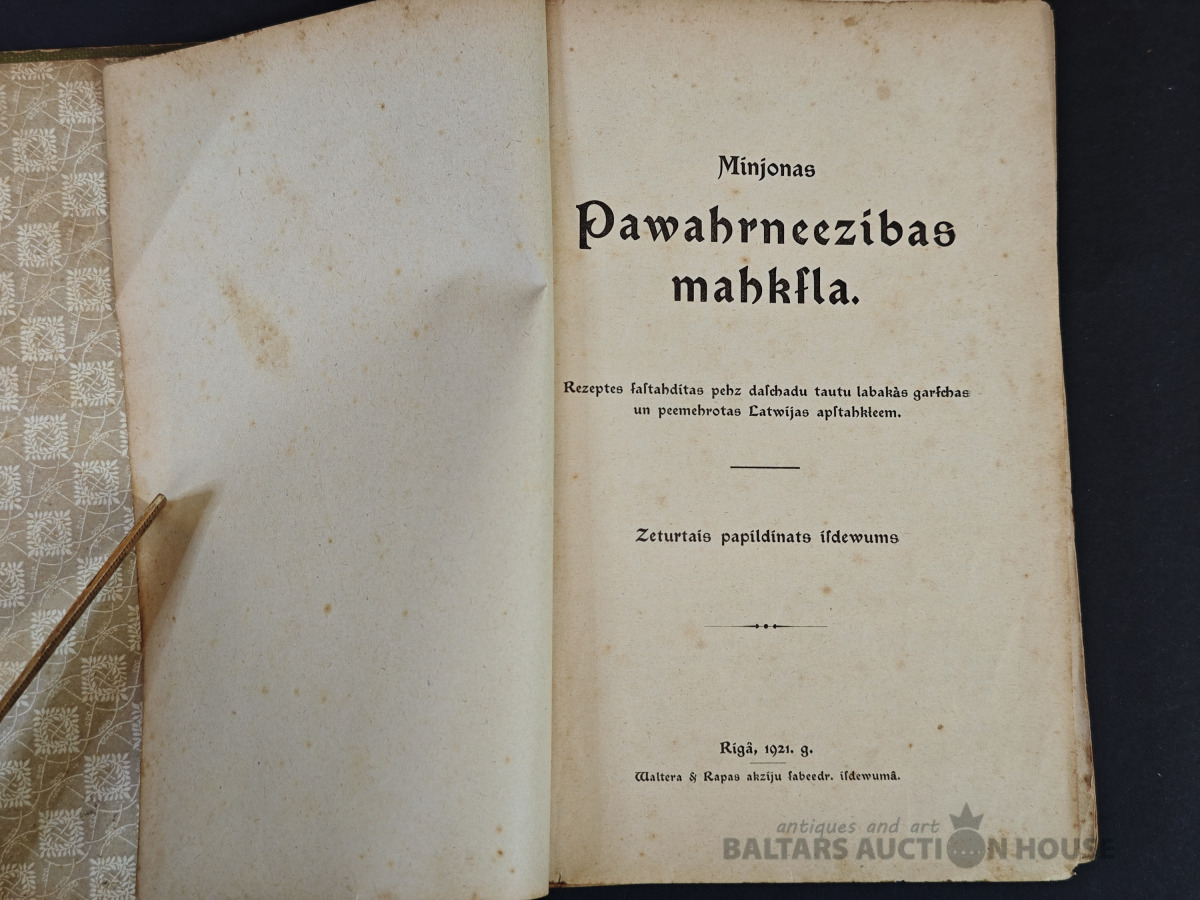 Minjonas
Pawahrneezibas
mahkſla.
Rezeptes ſaſtahditas pehz daſchadu tautu labakàs garſchas
un peemehrotas Latwijas apſtahkłeem.
Zeturtais papildinats iſdewums
Rigâ, 1921. g.
Waltera & Rapas akziju ſabeedr. iſdewumâ.
antiques and art
BALTARS AUCTION HOUSE